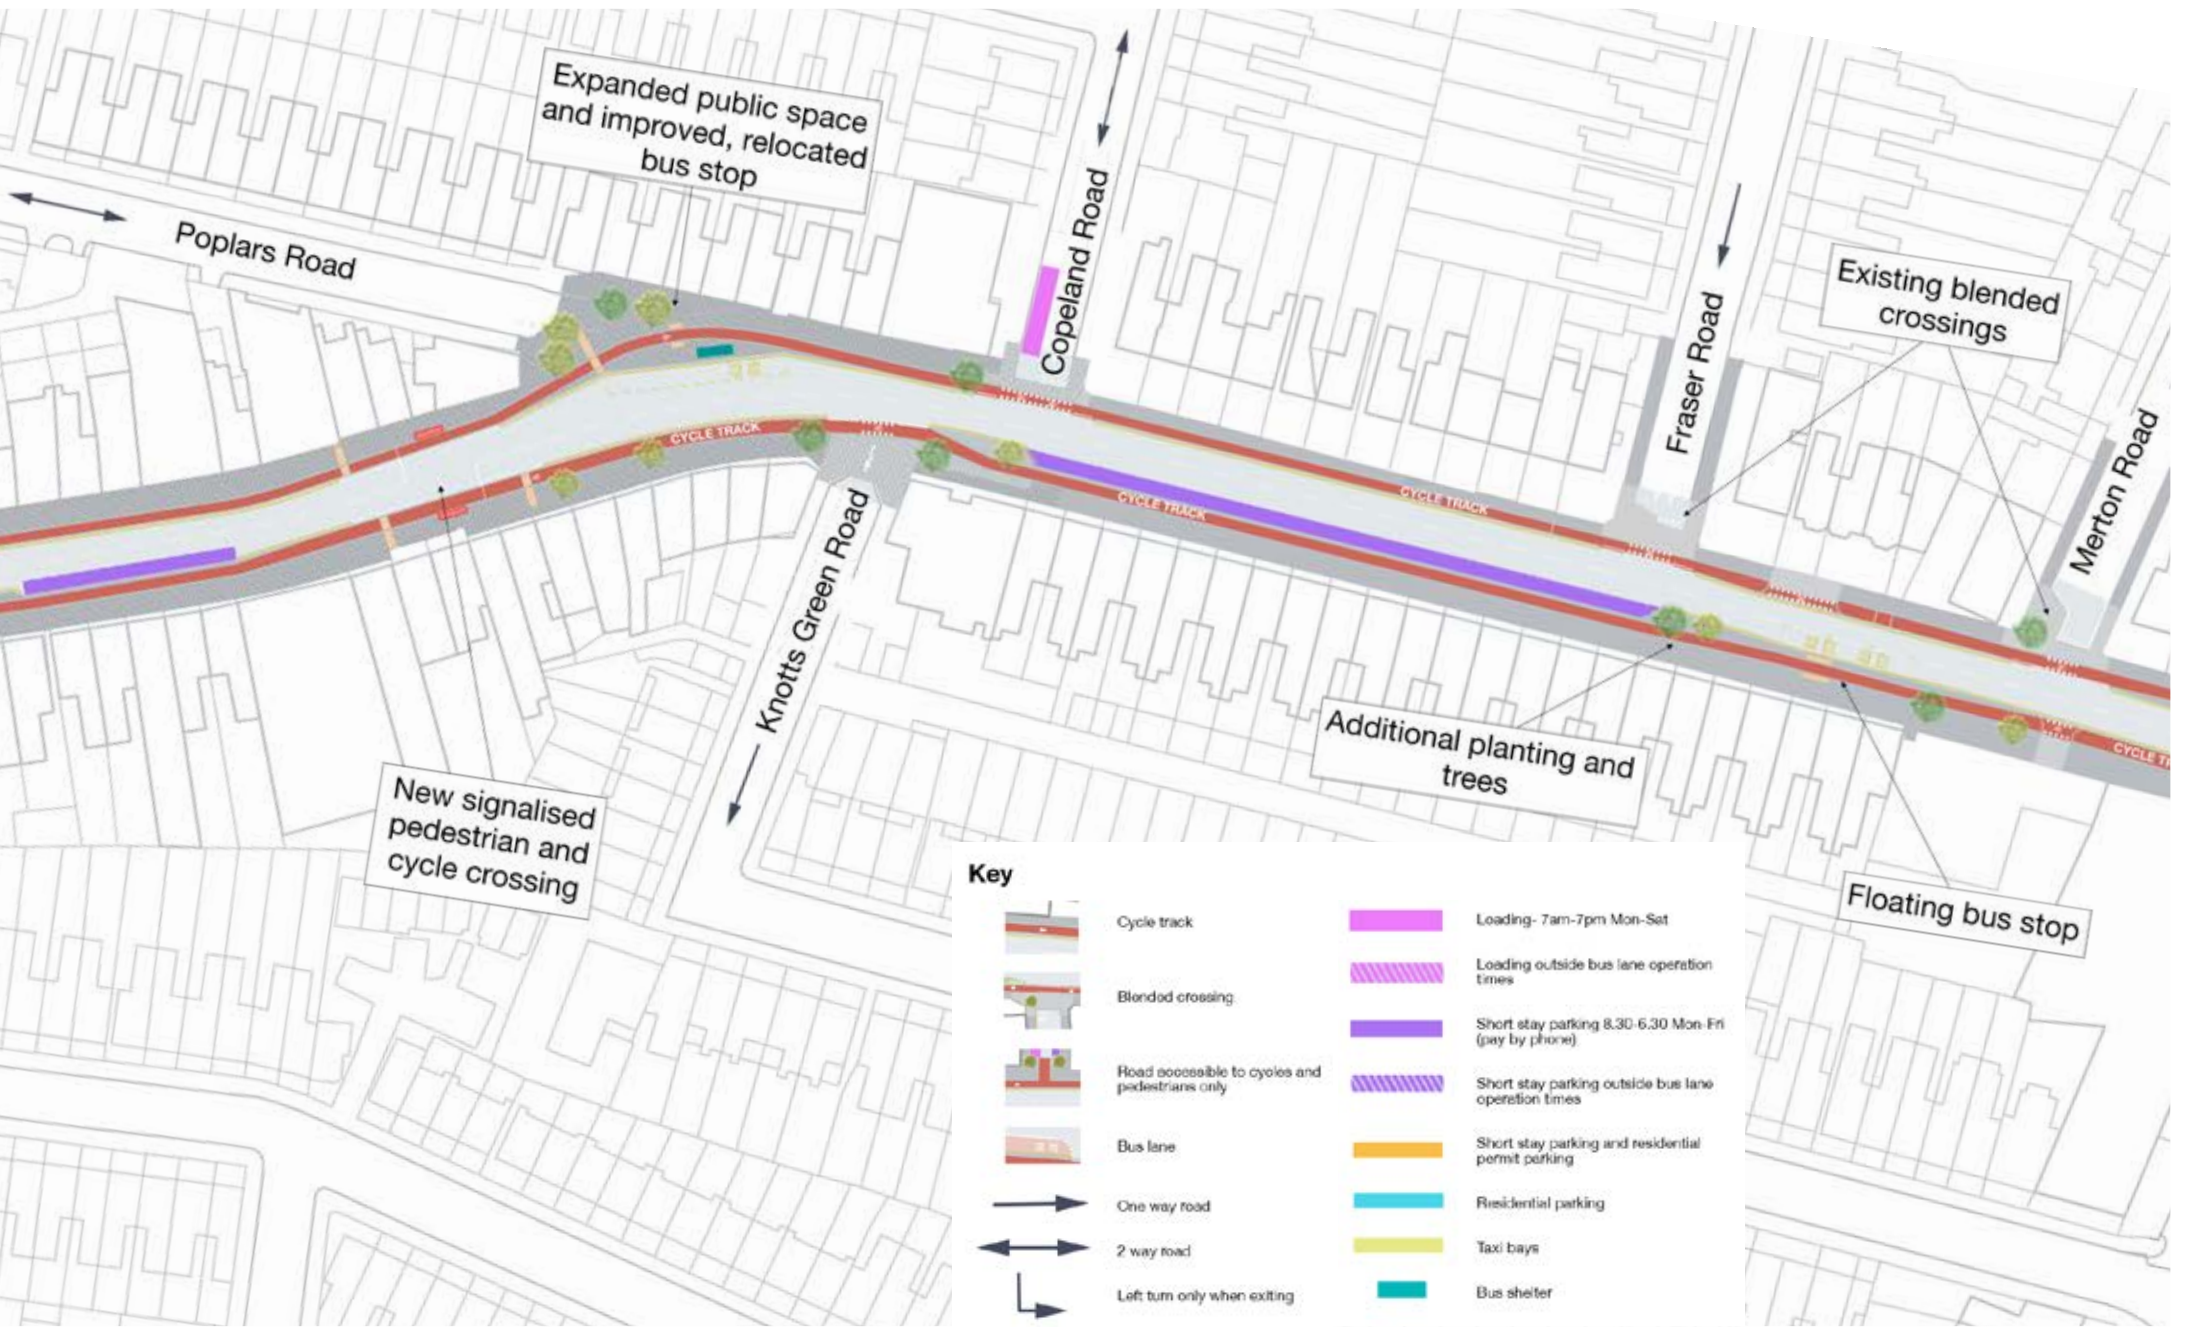 Expanded public space
and improved, relocated
bus stop
Poplars Road
Copeland Road
Fraser Road
Existing blended
crossings
Merton Road
CYCLE TRACK
CYCLE TRACK
CYCLE TRACK
CYCLE TR
Knotts Green Road
New signalised
pedestrian and
cycle crossing
Additional planting and
trees
Floating bus stop
Key
Cycle track
Blended crossing
Road accessible to cycles and
pedestrians only
Bus lane
One way road
2 way road
Left turn only when exiting
Loading- 7am-7pm Mon-Sat
Loading outside bus lane operation
times
Short stay parking 8.30-6.30 Mon-Fri
(pay by phone)
Short stay parking outside bus lane
operation times
Short stay parking and residential
permit parking
Residential parking
Taxi bays
Bus shelter